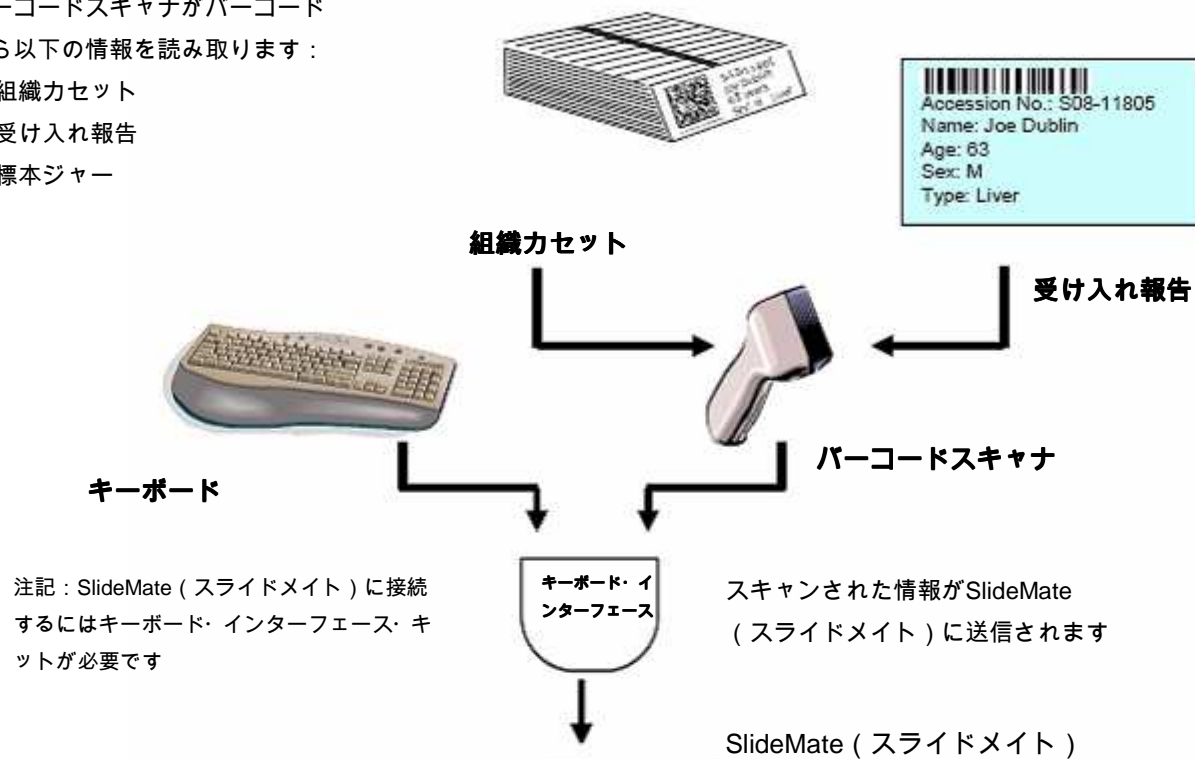 ーコードスキャナがバーコード
ら以下の情報を読み取ります：
組織カセット
受け入れ報告
標本ジャー
Accession No.: S08-11805
Name: Joe Dublin
Age: 63
Sex: M
Type: Liver
組織カセット
受け入れ報告
バーコードスキャナ
キーボード
キーボード・イ
ンターフェース
注記：SlideMate（スライドメイト）に接続
するにはキーボード・インターフェース・キ
ットが必要です
スキャンされた情報がSlideMate
（スライドメイト）に送信されます
SlideMate（スライドメイト）